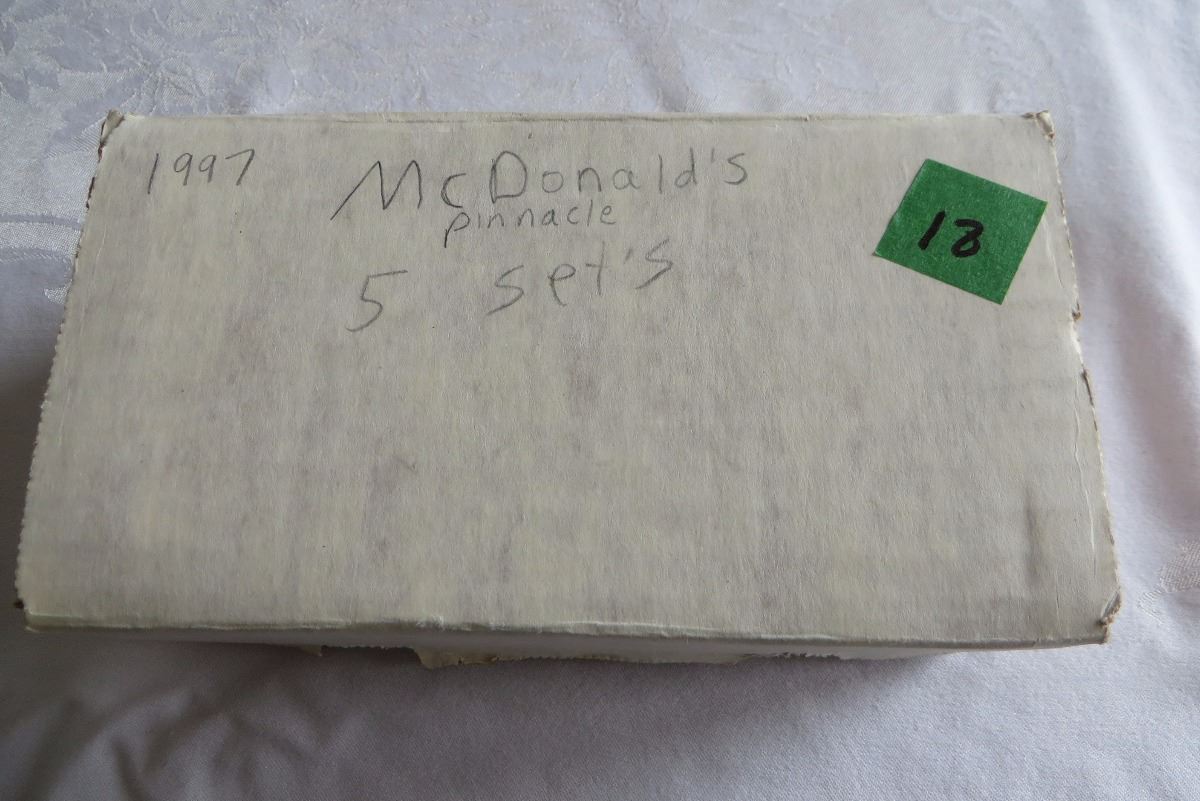 1997 McDonald's
pinnacle
5 set's
18